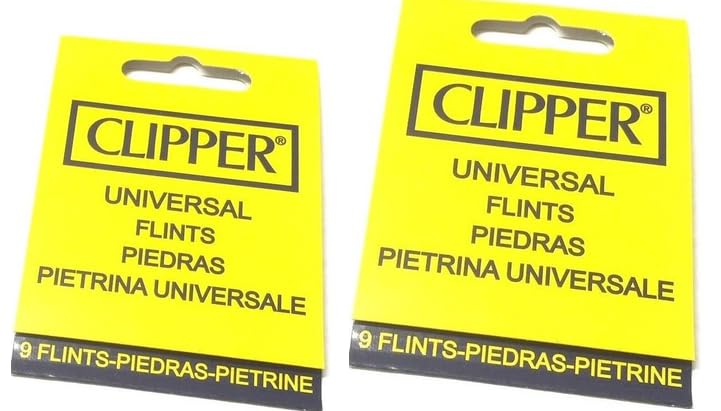 CLIPPER®
UNIVERSAL
FLINTS
PIEDRAS
PIETRINA UNIVERSALE
9 FLINTS-PIEDRAS-PIETRINE
CLIPPER®
UNIVERSAL
FLINTS
PIEDRAS
PIETRINA UNIVERSALE
9 FLINTS-PIEDRAS-PIETRINE